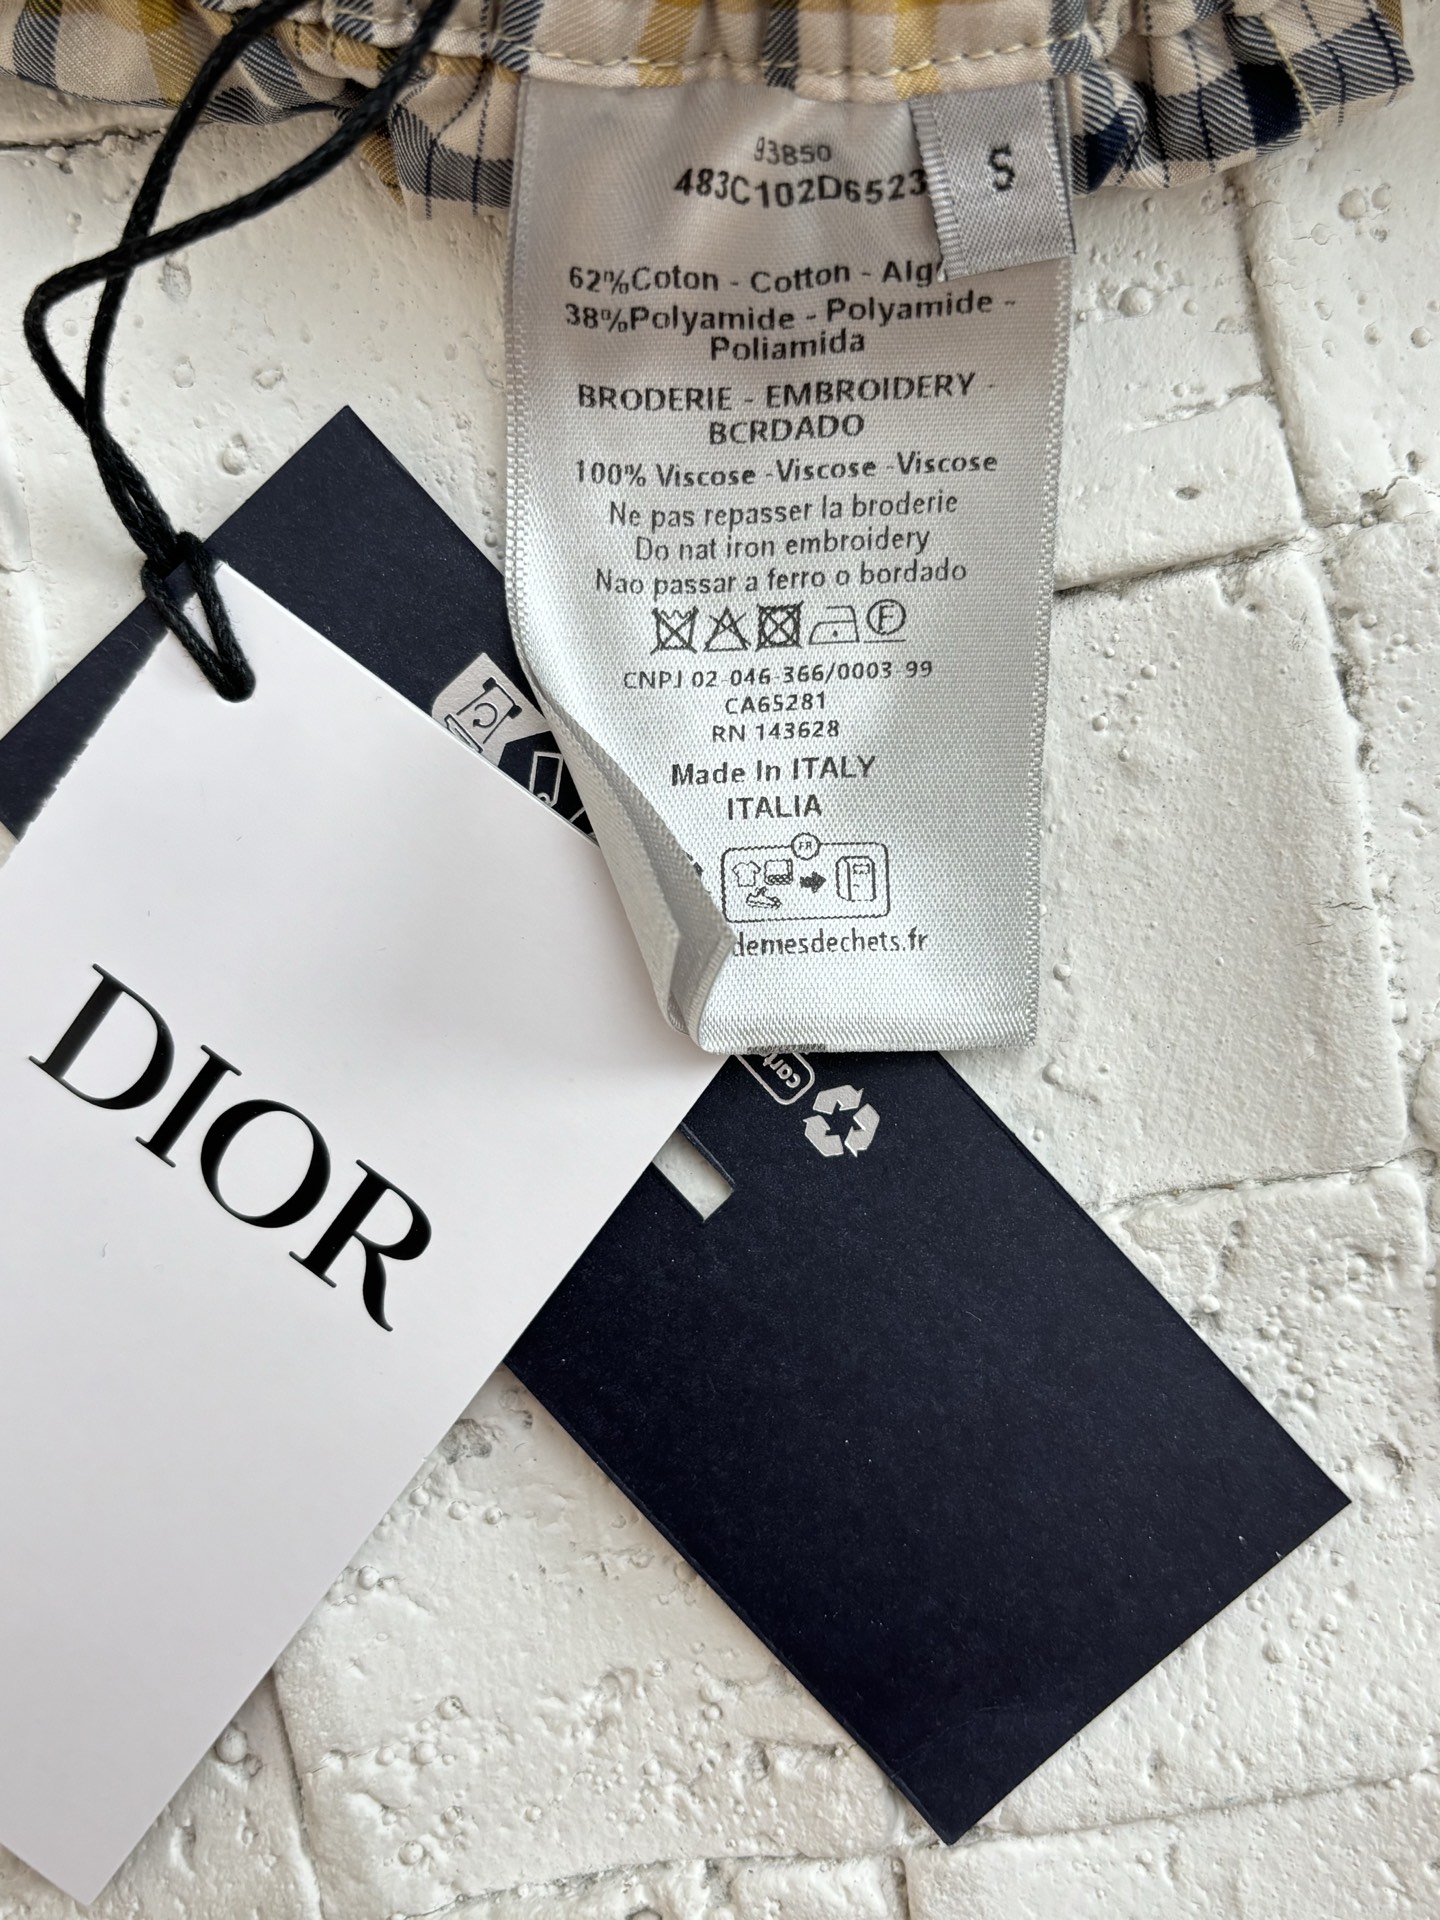 93850
483C102D6523
S
62%Coton - Cotton -
38%Polyamide - Polyamide -
Poliamida
BRODERIE - EMBROIDERY -
BCRDADO
100% Viscose -Viscose -Viscose
Ne pas repasser la broderie
Do nat iron embroidery
Nao passar a ferro o bordado
F
CNPJ 02 046 366/0003 99
CA65281
RN 143628
Made In ITALY
ITALIA
FR
demesdechets.fr
DIOR